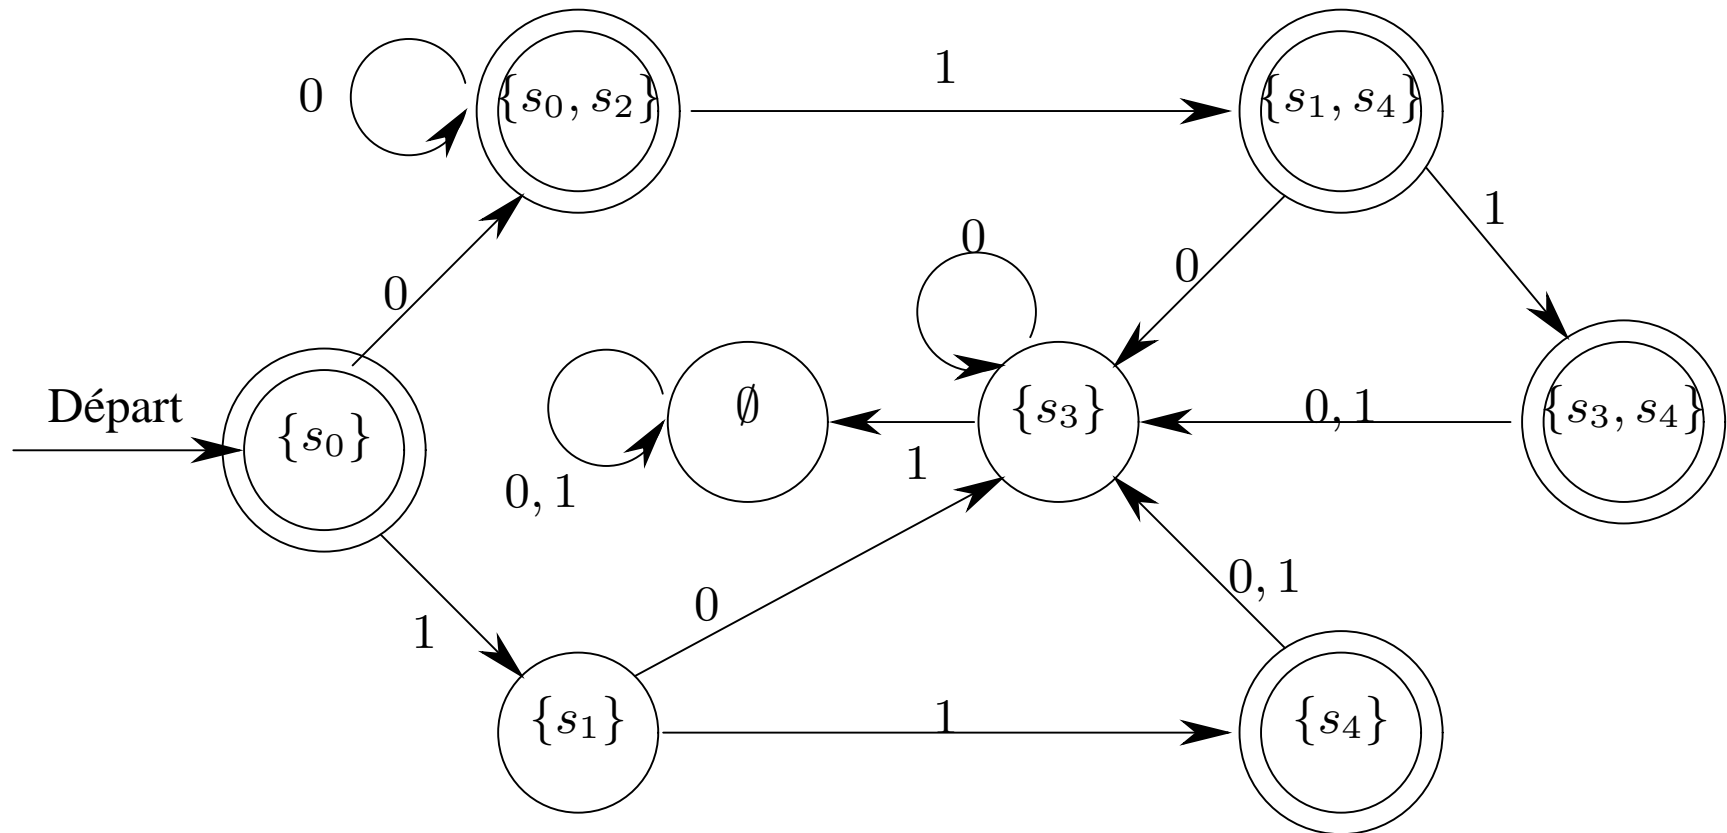 1
0
{s₀, s₂}
{s₁, s₄}
1
0
0
0
Départ
{s₀}
∅
{s₃}
0, 1
{s₃, s₄}
1
0, 1
0, 1
0
1
{s₁}
1
{s₄}